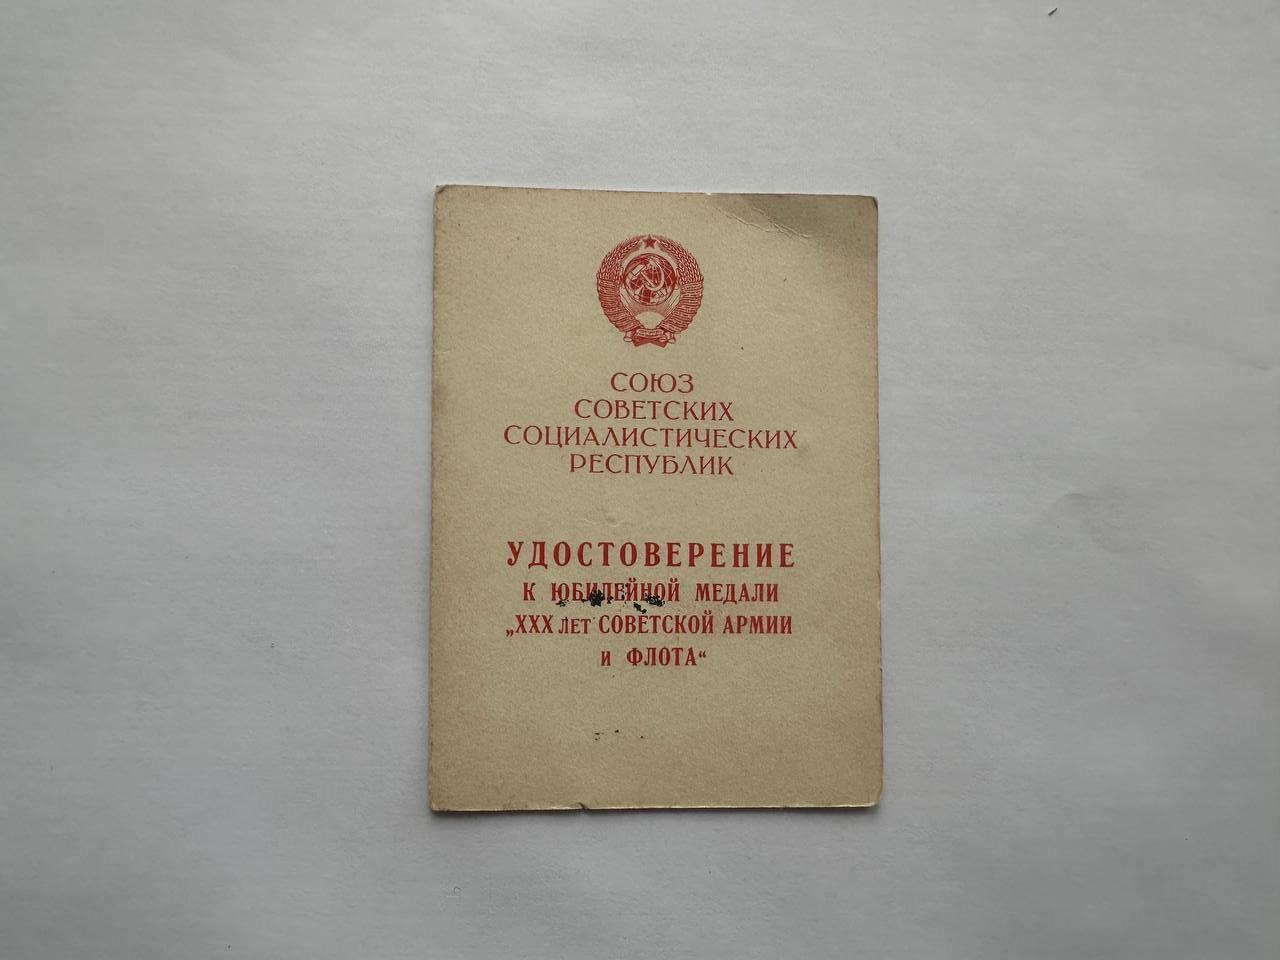 СОЮЗ
СОВЕТСКИХ
СОЦИАЛИСТИЧЕСКИХ
РЕСПУБЛИК
УДОСТОВЕРЕНИЕ
К ЮБИЛЕЙНОЙ МЕДАЛИ
„XXX ЛЕТ СОВЕТСКОЙ АРМИИ
И ФЛОТА“